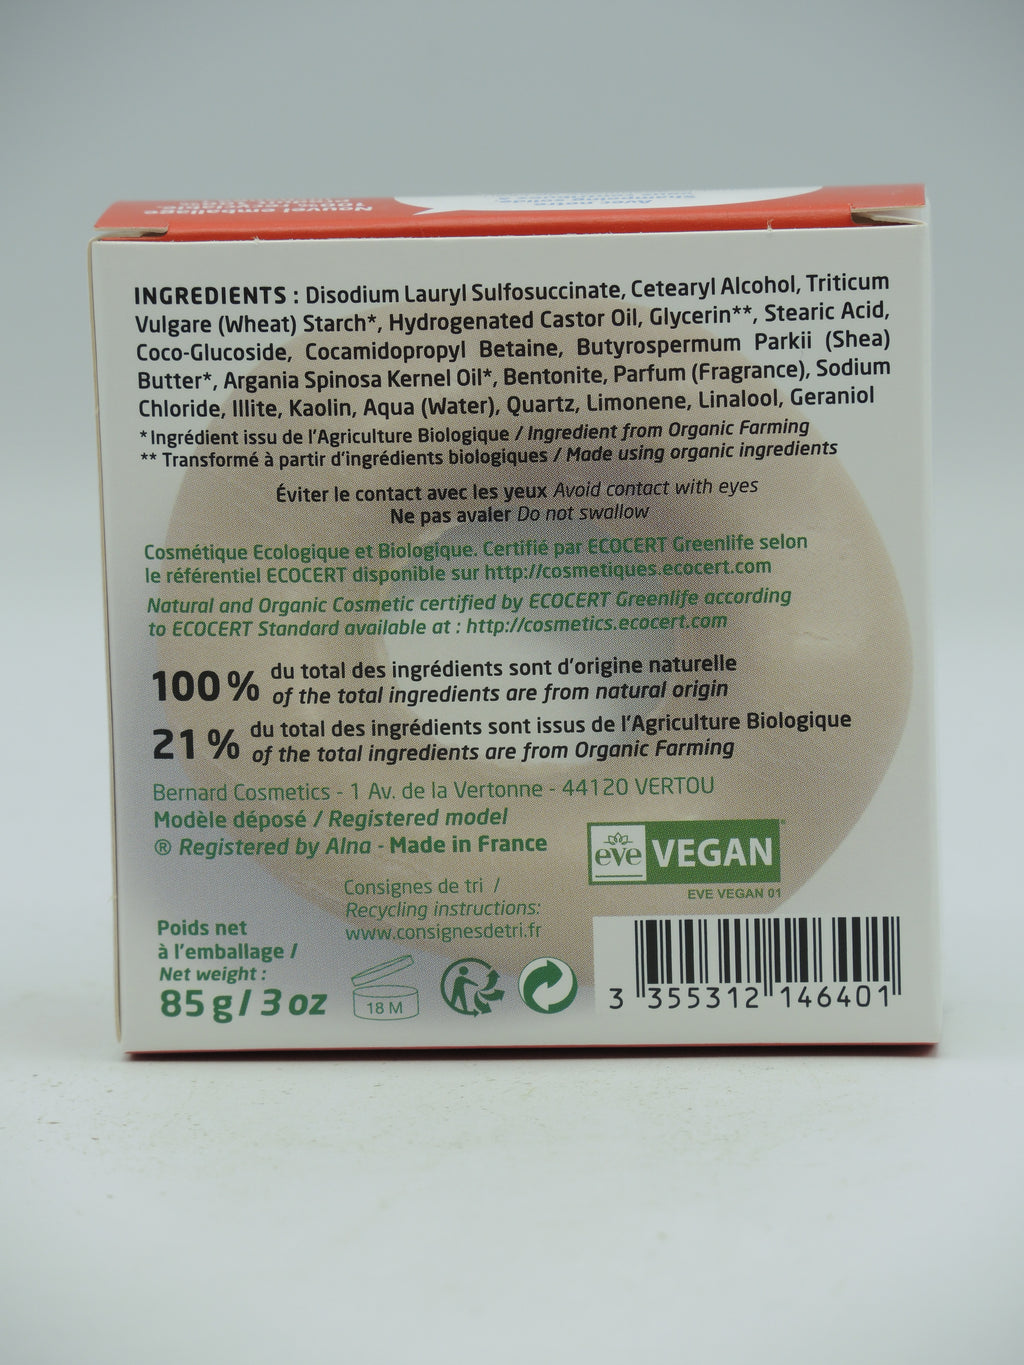 Nouvel emballage
Avec notre
INGREDIENTS : Disodium Lauryl Sulfosuccinate, Cetearyl Alcohol, Triticum
Vulgare (Wheat) Starch*, Hydrogenated Castor Oil, Glycerin**, Stearic Acid,
Coco-Glucoside, Cocamidopropyl Betaine, Butyrospermum Parkii (Shea)
Butter*, Argania Spinosa Kernel Oil*, Bentonite, Parfum (Fragrance), Sodium
Chloride, Illite, Kaolin, Aqua (Water), Quartz, Limonene, Linalool, Geraniol
* Ingrédient issu de l'Agriculture Biologique / Ingredient from Organic Farming
** Transformé à partir d'ingrédients biologiques / Made using organic ingredients
Éviter le contact avec les yeux Avoid contact with eyes
Ne pas avaler Do not swallow
Cosmétique Ecologique et Biologique. Certifié par ECOCERT Greenlife selon
le référentiel ECOCERT disponible sur http://cosmetiques.ecocert.com
Natural and Organic Cosmetic certified by ECOCERT Greenlife according
to ECOCERT Standard available at : http://cosmetics.ecocert.com
100 % du total des ingrédients sont d'origine naturelle
of the total ingredients are from natural origin
21 % du total des ingrédients sont issus de l'Agriculture Biologique
of the total ingredients are from Organic Farming
Bernard Cosmetics - 1 Av. de la Vertonne - 44120 VERTOU
Modèle déposé / Registered model
® Registered by Alna - Made in France
eve VEGAN®
EVE VEGAN 01
Consignes de tri /
Recycling instructions:
www.consignesdetri.fr
Poids net
à l'emballage /
Net weight :
85 g / 3 oz
18 M
3 355312 146401